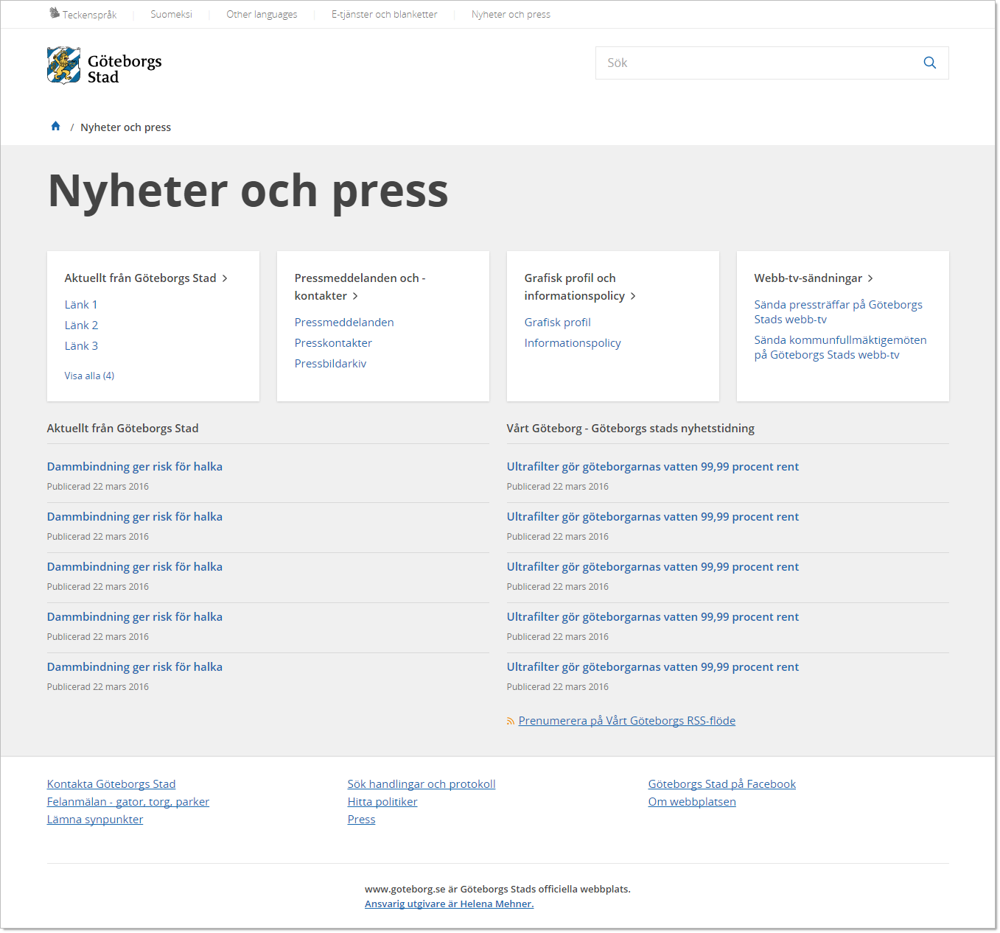 Teckenspråk | Suomeksi | Other languages | E-tjänster och blanketter | Nyheter och press
Göteborgs
Stad
Sök
/ Nyheter och press
Nyheter och press
Aktuellt från Göteborgs Stad
Länk 1
Länk 2
Länk 3
Visa alla (4)
Pressmeddelanden och -
kontakter
Pressmeddelanden
Presskontakter
Pressbildarkiv
Grafisk profil och
informationspolicy
Grafisk profil
Informationspolicy
Webb-tv-sändningar
Sända pressträffar på Göteborgs
Stads webb-tv
Sända kommunfullmäktigemöten
på Göteborgs Stads webb-tv
Aktuellt från Göteborgs Stad
Dammbindning ger risk för halka
Publicerad 22 mars 2016
Dammbindning ger risk för halka
Publicerad 22 mars 2016
Dammbindning ger risk för halka
Publicerad 22 mars 2016
Dammbindning ger risk för halka
Publicerad 22 mars 2016
Dammbindning ger risk för halka
Publicerad 22 mars 2016
Vårt Göteborg - Göteborgs stads nyhetstidning
Ultrafilter gör göteborgarnas vatten 99,99 procent rent
Publicerad 22 mars 2016
Ultrafilter gör göteborgarnas vatten 99,99 procent rent
Publicerad 22 mars 2016
Ultrafilter gör göteborgarnas vatten 99,99 procent rent
Publicerad 22 mars 2016
Ultrafilter gör göteborgarnas vatten 99,99 procent rent
Publicerad 22 mars 2016
Ultrafilter gör göteborgarnas vatten 99,99 procent rent
Publicerad 22 mars 2016
Prenumerera på Vårt Göteborgs RSS-flöde
Kontakta Göteborgs Stad
Felanmälan - gator, torg, parker
Lämna synpunkter
Sök handlingar och protokoll
Hitta politiker
Press
Göteborgs Stad på Facebook
Om webbplatsen
www.goteborg.se är Göteborgs Stads officiella webbplats.
Ansvarig utgivare är Helena Mehner.